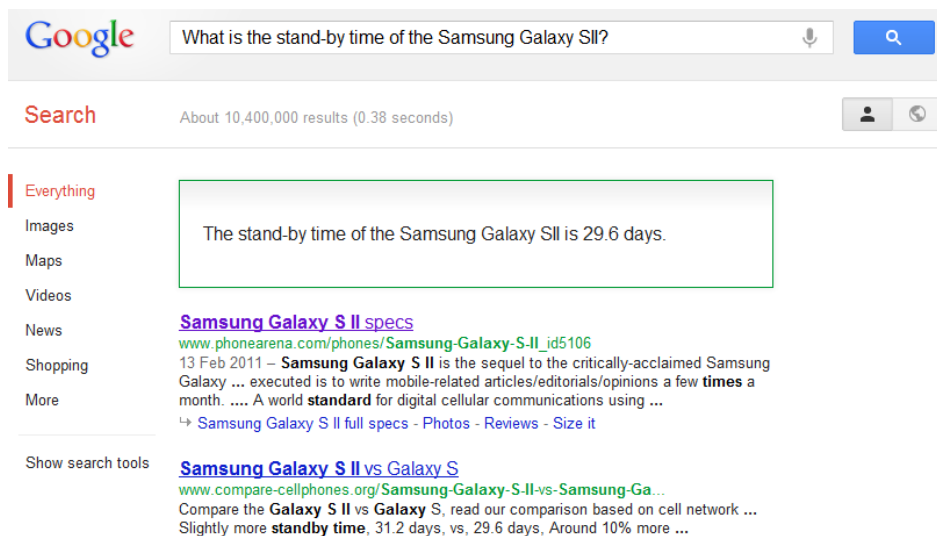 Google
What is the stand-by time of the Samsung Galaxy SII?
Search
About 10,400,000 results (0.38 seconds)
Everything
Images
Maps
Videos
News
Shopping
More
Show search tools
The stand-by time of the Samsung Galaxy SII is 29.6 days.
Samsung Galaxy S II specs
www.phonearena.com/phones/Samsung-Galaxy-S-II_id5106
13 Feb 2011 – Samsung Galaxy S II is the sequel to the critically-acclaimed Samsung
Galaxy ... executed is to write mobile-related articles/editorials/opinions a few times a
month. .... A world standard for digital cellular communications using ...
Samsung Galaxy S II full specs - Photos - Reviews - Size it
Samsung Galaxy S II vs Galaxy S
www.compare-cellphones.org/Samsung-Galaxy-S-II-vs-Samsung-Ga...
Compare the Galaxy S II vs Galaxy S, read our comparison based on cell network ...
Slightly more standby time, 31.2 days, vs, 29.6 days, Around 10% more ...